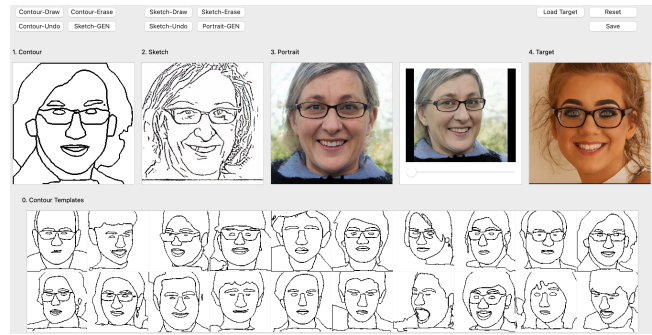 Contour-Draw Contour-Erase Sketch-Draw Sketch-Erase Load Target Reset
Contour-Undo Sketch-GEN Sketch-Undo Portrait-GEN Save
1. Contour 2. Sketch 3. Portrait 4. Target
0. Contour Templates